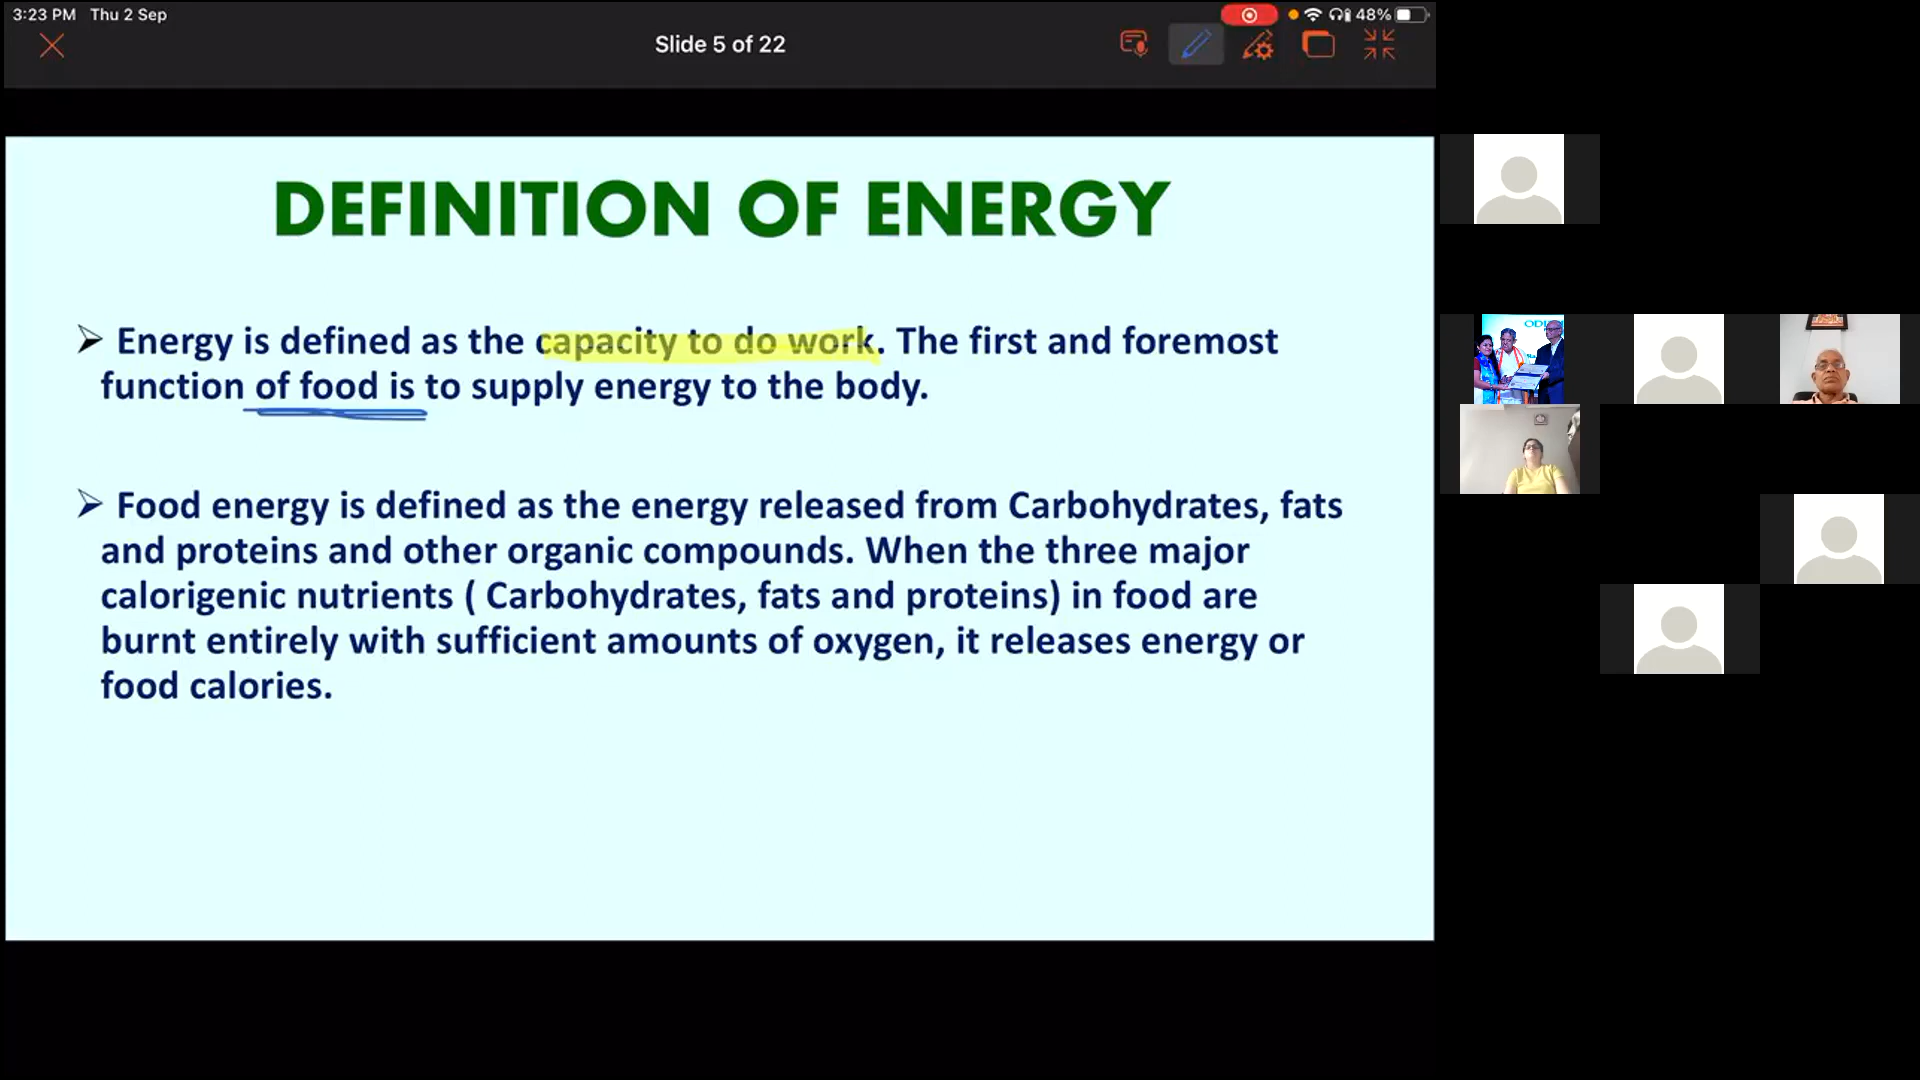 3:23 PM Thu 2 Sep
48%
Slide 5 of 22
DEFINITION OF ENERGY
Energy is defined as the capacity to do work. The first and foremost
function of food is to supply energy to the body.
Food energy is defined as the energy released from Carbohydrates, fats
and proteins and other organic compounds. When the three major
calorigenic nutrients ( Carbohydrates, fats and proteins) in food are
burnt entirely with sufficient amounts of oxygen, it releases energy or
food calories.